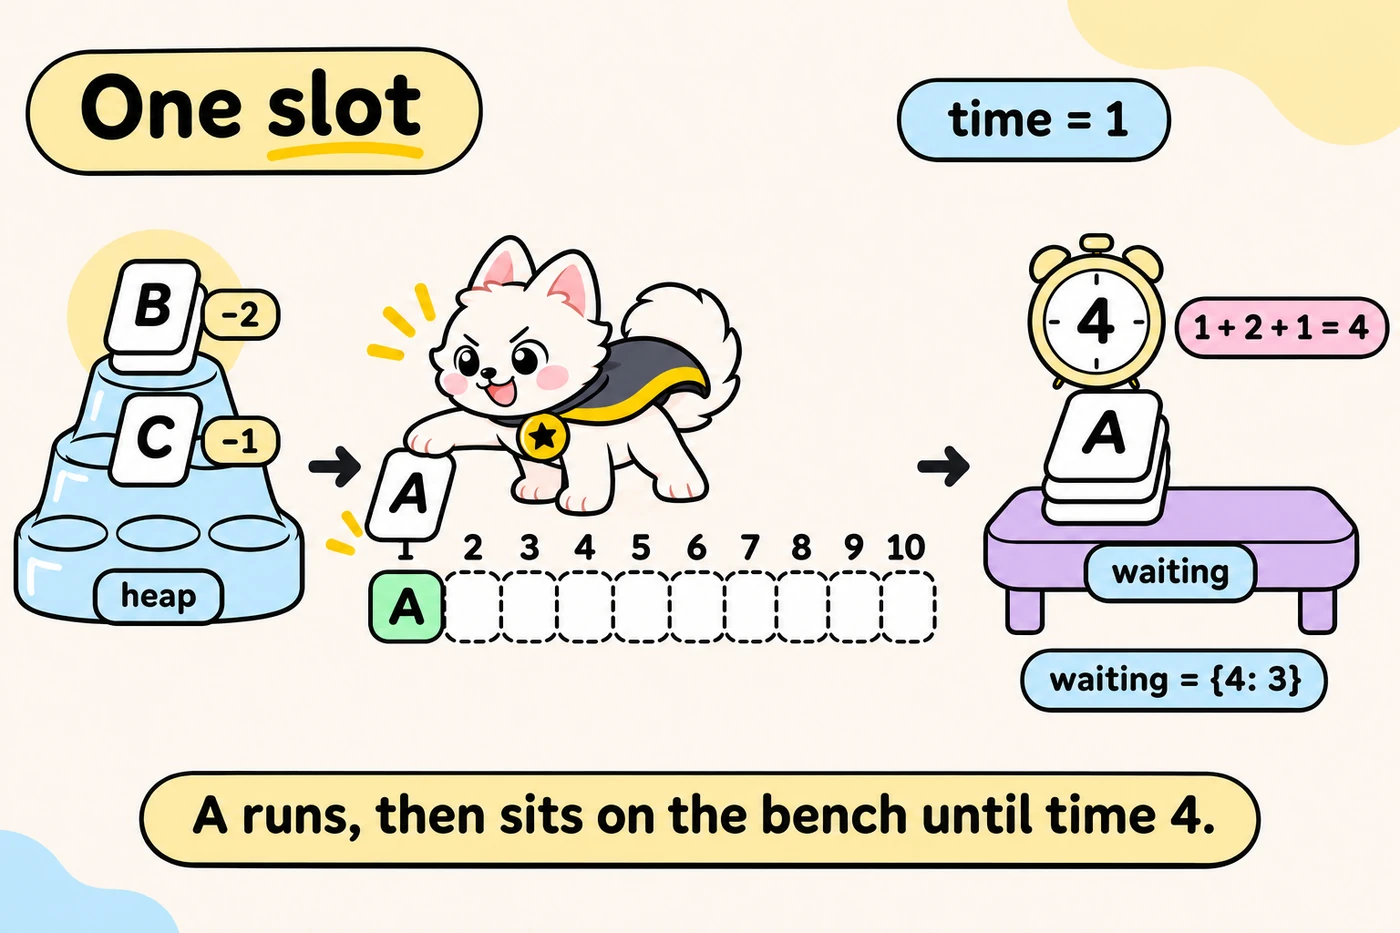 One slot
time = 1
B
-2
C
-1
heap
A
1 2 3 4 5 6 7 8 9 10
A
4
1 + 2 + 1 = 4
A
waiting
waiting = {4: 3}
A runs, then sits on the bench until time 4.